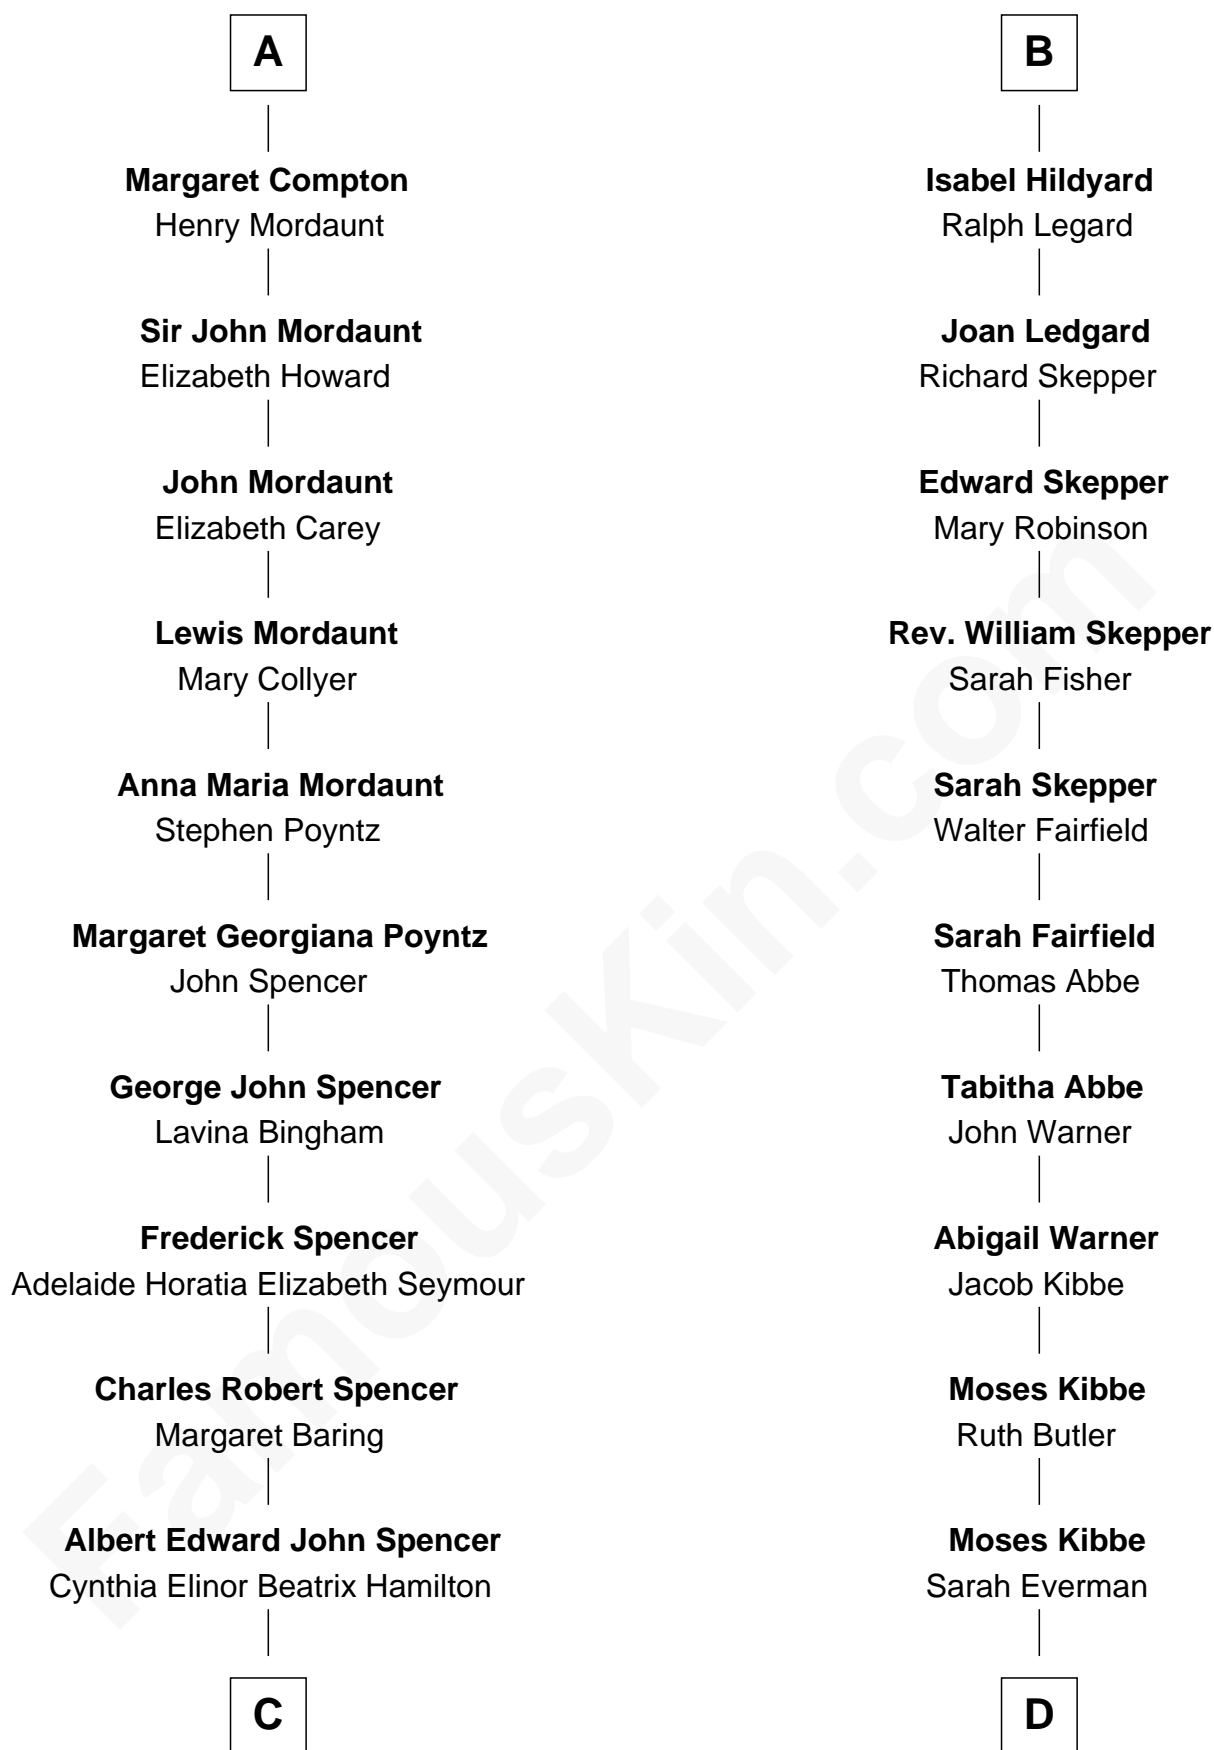 A
Margaret Compton
Henry Mordaunt
Sir John Mordaunt
Elizabeth Howard
John Mordaunt
Elizabeth Carey
Lewis Mordaunt
Mary Collyer
Anna Maria Mordaunt
Stephen Poyntz
Margaret Georgiana Poyntz
John Spencer
George John Spencer
Lavina Bingham
Frederick Spencer
Adelaide Horatia Elizabeth Seymour
Charles Robert Spencer
Margaret Baring
Albert Edward John Spencer
Cynthia Elinor Beatrix Hamilton
C
B
Isabel Hildyard
Ralph Legard
Joan Ledgard
Richard Skepper
Edward Skepper
Mary Robinson
Rev. William Skepper
Sarah Fisher
Sarah Skepper
Walter Fairfield
Sarah Fairfield
Thomas Abbe
Tabitha Abbe
John Warner
Abigail Warner
Jacob Kibbe
Moses Kibbe
Ruth Butler
Moses Kibbe
Sarah Everman
D
FamousKin.com